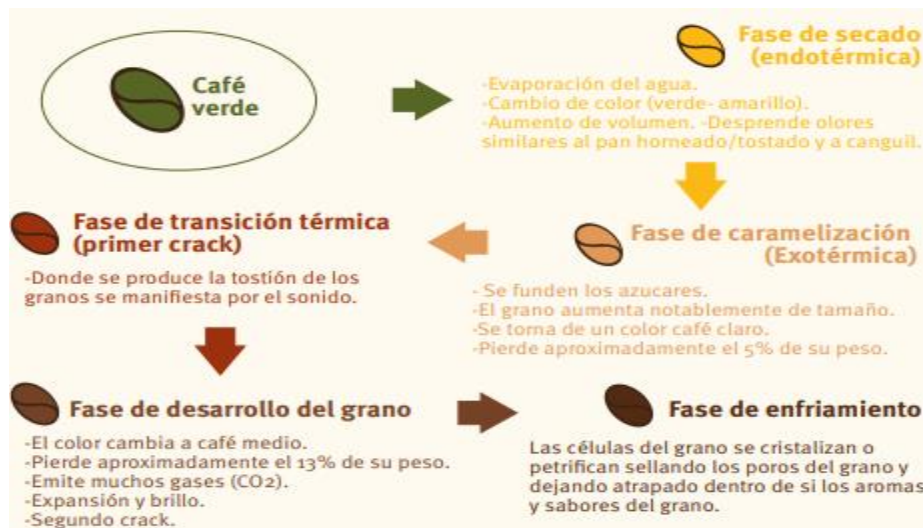 Café
verde
Fase de secado
(endotérmica)
-Evaporación del agua.
-Cambio de color (verde- amarillo).
-Aumento de volumen. -Desprende olores
similares al pan horneado/tostado y a canguil.
Fase de caramelización
(Exotérmica)
- Se funden los azucares.
-El grano aumenta notablemente de tamaño.
-Se torna de un color café claro.
-Pierde aproximadamente el 5% de su peso.
Fase de transición térmica
(primer crack)
-Donde se produce la tostión de los
granos se manifiesta por el sonido.
Fase de desarrollo del grano
-El color cambia a café medio.
-Pierde aproximadamente el 13% de su peso.
-Emite muchos gases (CO2).
-Expansión y brillo.
-Segundo crack.
Fase de enfriamiento
Las células del grano se cristalizan o
petrifican sellando los poros del grano y
dejando atrapado dentro de si los aromas
y sabores del grano.